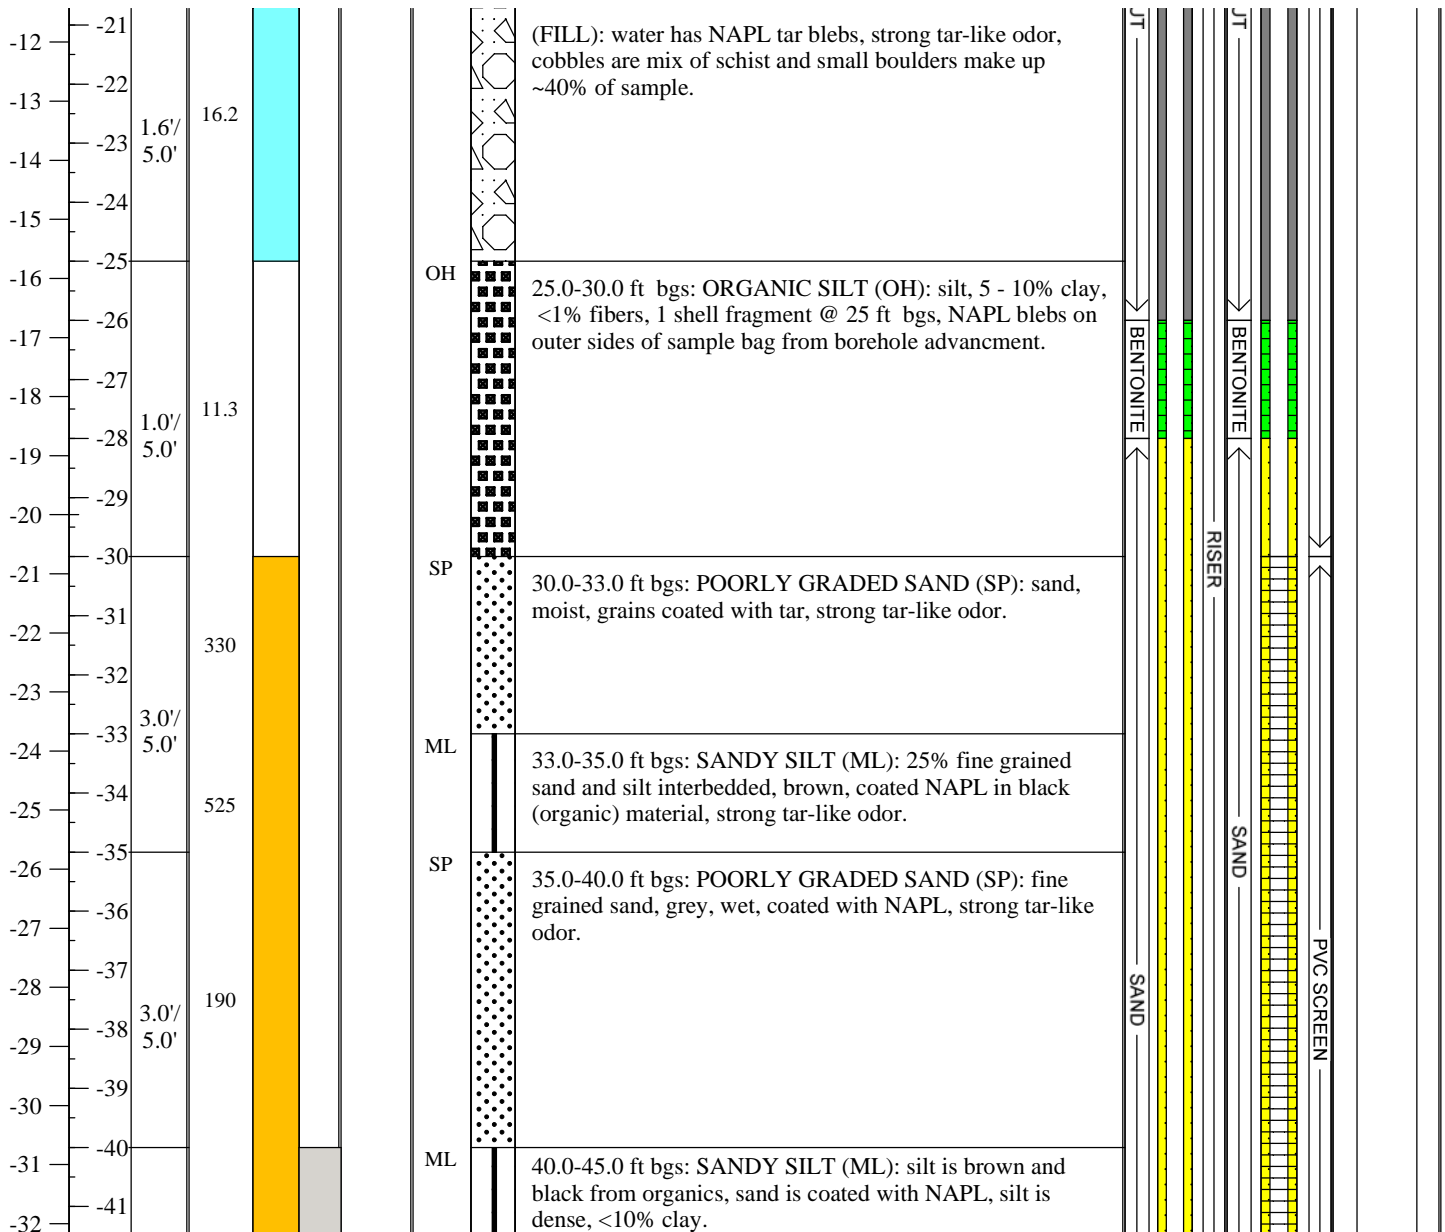 -12
-13
-14
-15
-16
-17
-18
-19
-20
-21
-22
-23
-24
-25
-26
-27
-28
-29
-30
-31
-32
-21
-22
-23
-24
-25
-26
-27
-28
-29
-30
-31
-32
-33
-34
-35
-36
-37
-38
-39
-40
-41
1.6'/
5.0'
1.0'/
5.0'
3.0'/
5.0'
3.0'/
5.0'
16.2
11.3
330
525
190
(FILL): water has NAPL tar blebs, strong tar-like odor,
cobbles are mix of schist and small boulders make up
~40% of sample.
OH
25.0-30.0 ft bgs: ORGANIC SILT (OH): silt, 5 - 10% clay,
<1% fibers, 1 shell fragment @ 25 ft bgs, NAPL blebs on
outer sides of sample bag from borehole advancment.
SP
30.0-33.0 ft bgs: POORLY GRADED SAND (SP): sand,
moist, grains coated with tar, strong tar-like odor.
ML
33.0-35.0 ft bgs: SANDY SILT (ML): 25% fine grained
sand and silt interbedded, brown, coated NAPL in black
(organic) material, strong tar-like odor.
SP
35.0-40.0 ft bgs: POORLY GRADED SAND (SP): fine
grained sand, grey, wet, coated with NAPL, strong tar-like
odor.
ML
40.0-45.0 ft bgs: SANDY SILT (ML): silt is brown and
black from organics, sand is coated with NAPL, silt is
dense, <10% clay.
UT
BENTONITE
SAND
RISER
UT
BENTONITE
SAND
PVC SCREEN